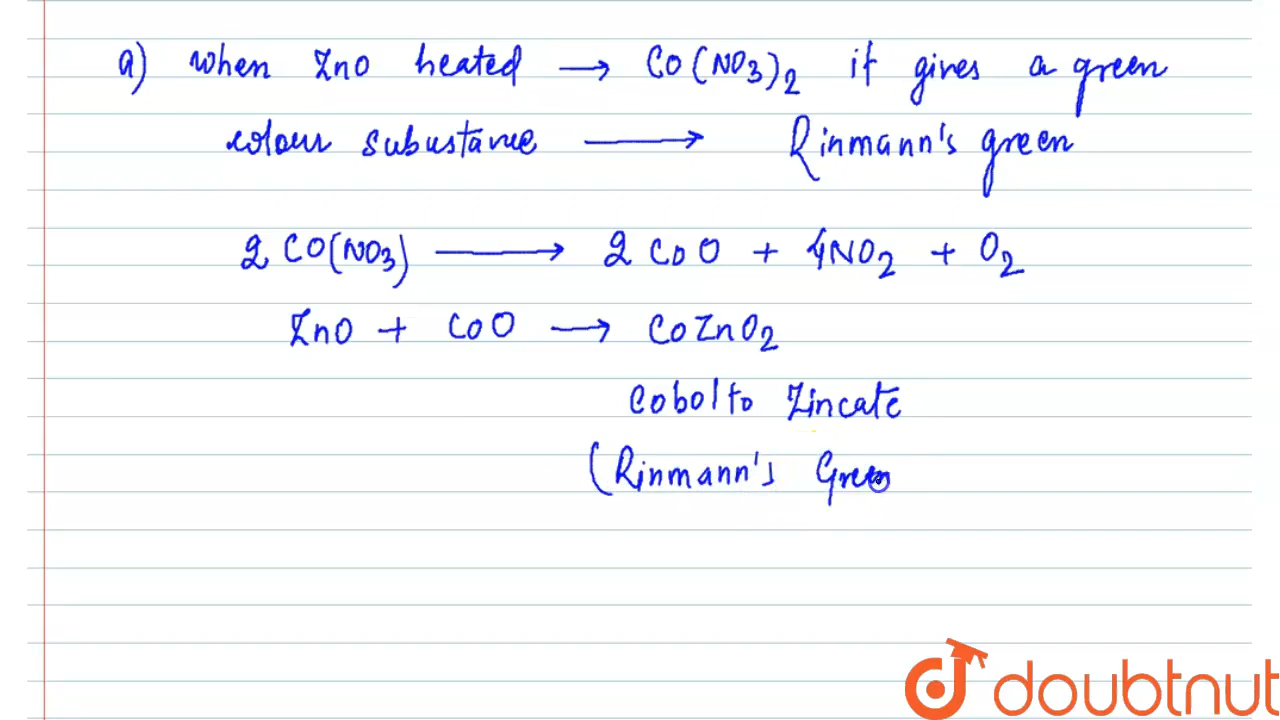 a) when ZnO heated → CO(NO3)2 it gives a green
colour subustance → Rinmann's green
2 CO(NO3) → 2 COO + 4NO2 + O2
ZnO + COO → COZnO2
Cobolto Zincate
(Rinmann's Green
doubtnut